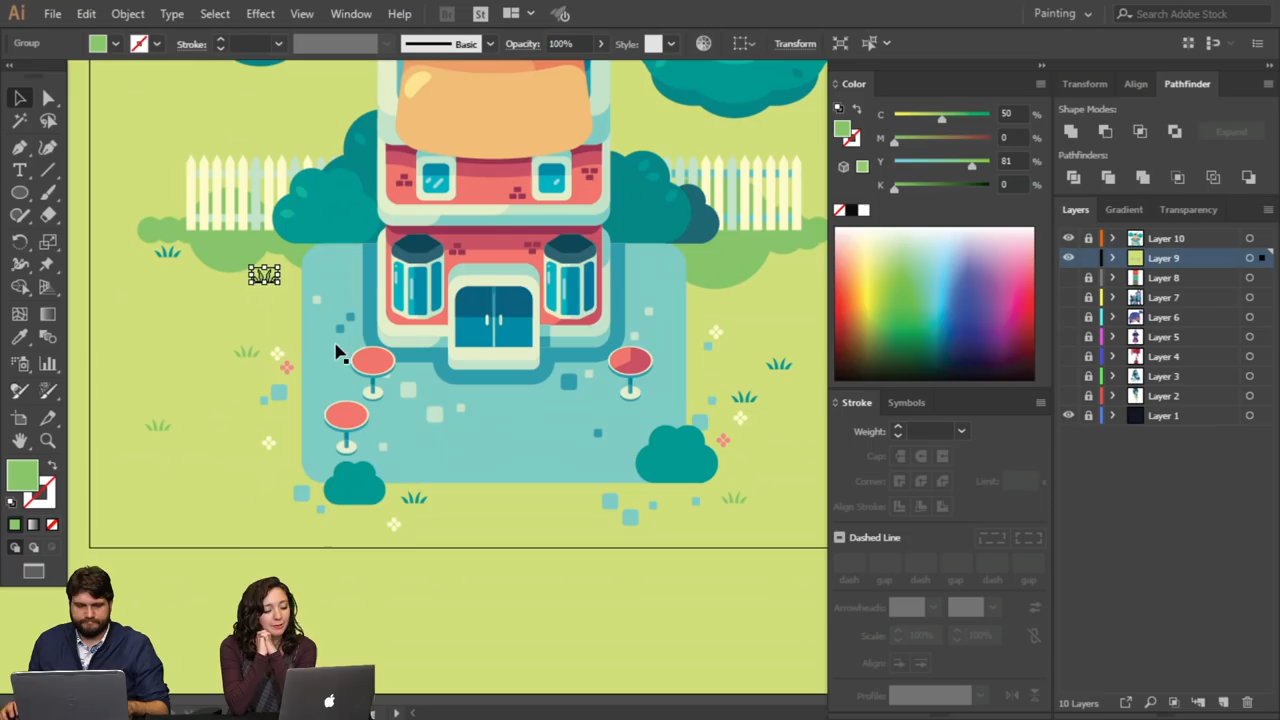 Ai File Edit Object Type Select Effect View Window Help Br St Painting Search Adobe Stock
Group Stroke: Basic Opacity: 100% Style: Transform
Color
C 50 %
M 0 %
Y 81 %
K 0 %
Transform Align Pathfinder
Shape Modes:
Expand
Pathfinders:
Layers Gradient Transparency
Layer 10
Layer 9
Layer 8
Layer 7
Layer 6
Layer 5
Layer 4
Layer 3
Layer 2
Layer 1
Stroke Symbols
Weight:
Cap:
Corner: Limit: x
Align Stroke:
Dashed Line
dash gap dash gap dash gap
Arrowheads:
Scale: 100% 100%
Align:
Profile:
10 Layers